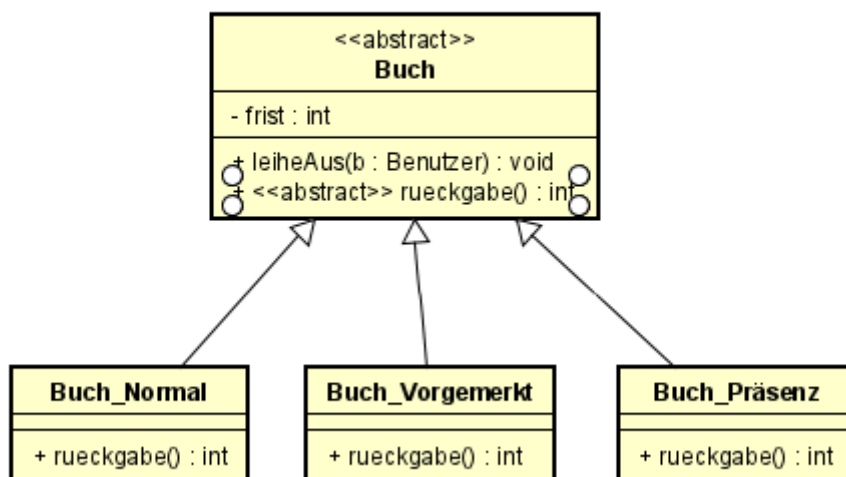 <<abstract>>
Buch
- frist : int
+ leiheAus(b : Benutzer) : void
+ <<abstract>> rueckgabe() : int
Buch_Normal
+ rueckgabe() : int
Buch_Vorgemerkt
+ rueckgabe() : int
Buch_Präsenz
+ rueckgabe() : int